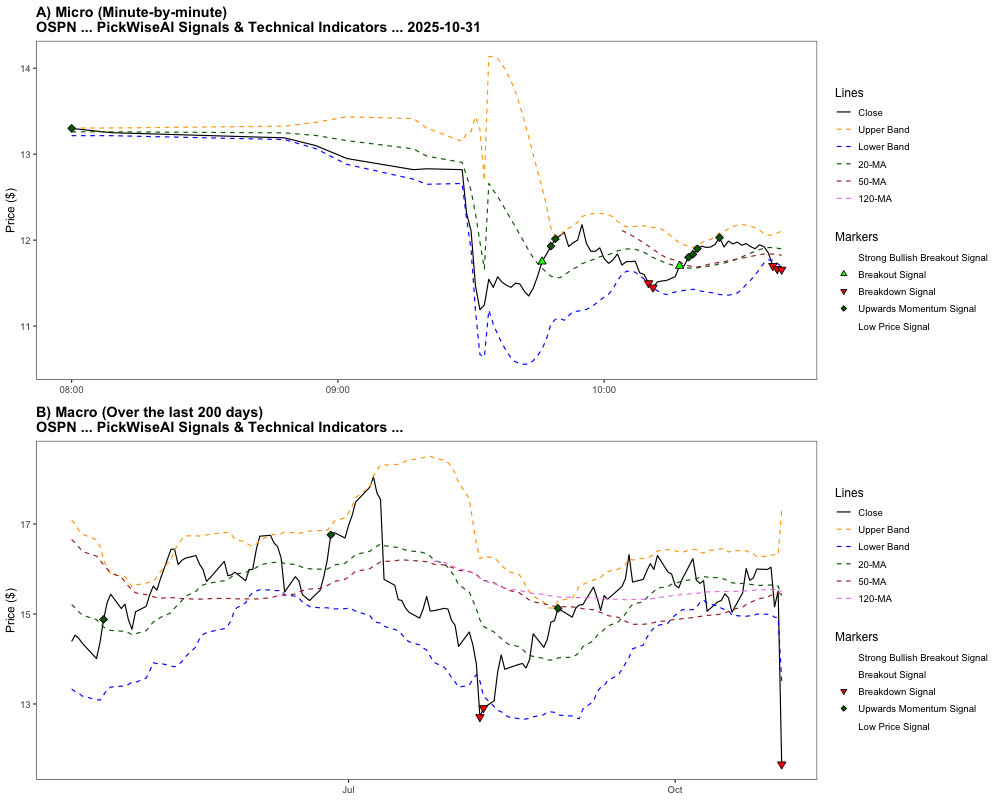 A) Micro (Minute-by-minute)
OSPN ... PickWiseAI Signals & Technical Indicators ... 2025-10-31
Price ($)
14
13
12
11
08:00
09:00
10:00
Lines
Close
Upper Band
Lower Band
20-MA
50-MA
120-MA
Markers
Strong Bullish Breakout Signal
Breakout Signal
Breakdown Signal
Upwards Momentum Signal
Low Price Signal
B) Macro (Over the last 200 days)
OSPN ... PickWiseAI Signals & Technical Indicators ...
Price ($)
17
15
13
Jul
Oct
Lines
Close
Upper Band
Lower Band
20-MA
50-MA
120-MA
Markers
Strong Bullish Breakout Signal
Breakout Signal
Breakdown Signal
Upwards Momentum Signal
Low Price Signal